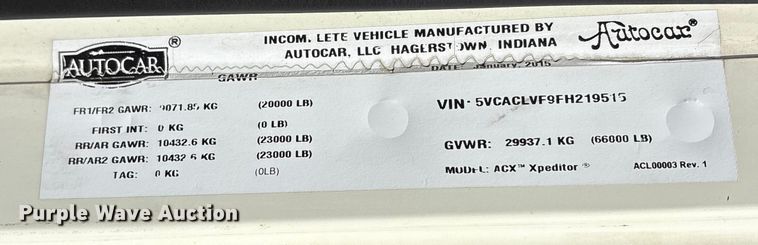 AUTOCAR ®
INCOM. LETE VEHICLE MANUFACTURED BY
AUTOCAR, LLC HAGERSTOWN, INDIANA
Autocar®
GAWR
DATE January, 2015
FR1/FR2 GAWR: 9071.85 KG (20000 LB)
VIN: 5VCACLVF9FH219515
FIRST INT: 0 KG (0 LB)
RR/AR GAWR: 10432.6 KG (23000 LB)
GVWR: 29937.1 KG (66000 LB)
RR/AR2 GAWR: 10432.6 KG (23000 LB)
TAG: 0 KG (0LB)
MODEL: ACX™ Xpeditor ®
ACL00003 Rev. 1
Purple Wave Auction